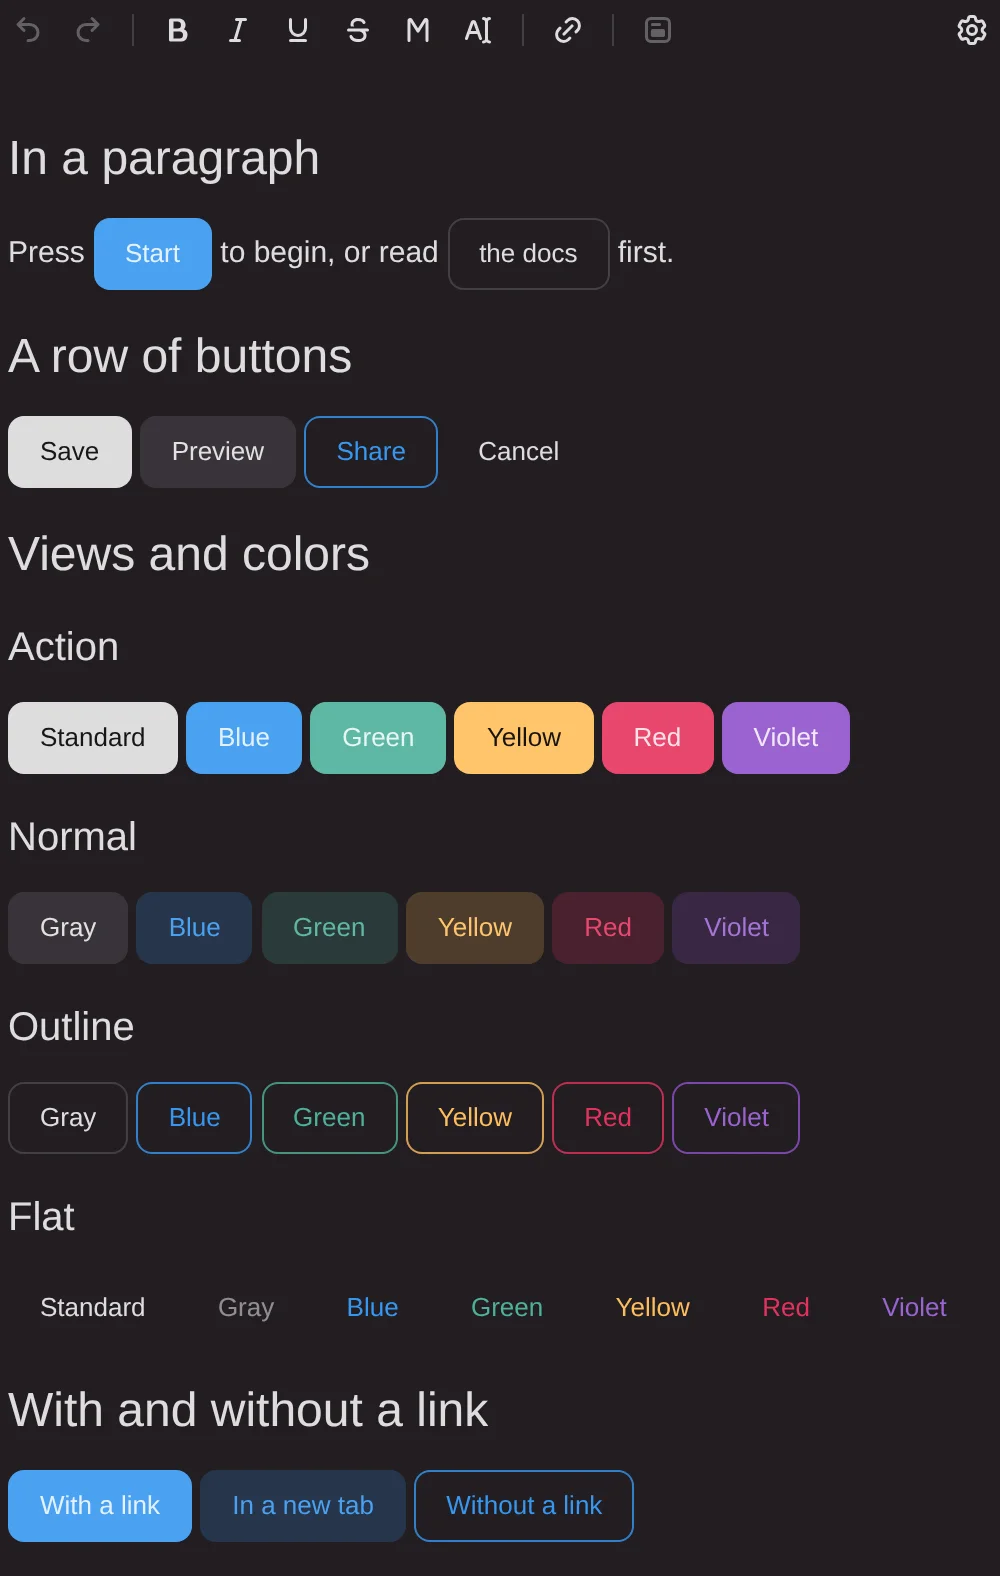 In a paragraph
Press Start to begin, or read the docs first.
A row of buttons
Save Preview Share Cancel
Views and colors
Action
Standard Blue Green Yellow Red Violet
Normal
Gray Blue Green Yellow Red Violet
Outline
Gray Blue Green Yellow Red Violet
Flat
Standard Gray Blue Green Yellow Red Violet
With and without a link
With a link In a new tab Without a link